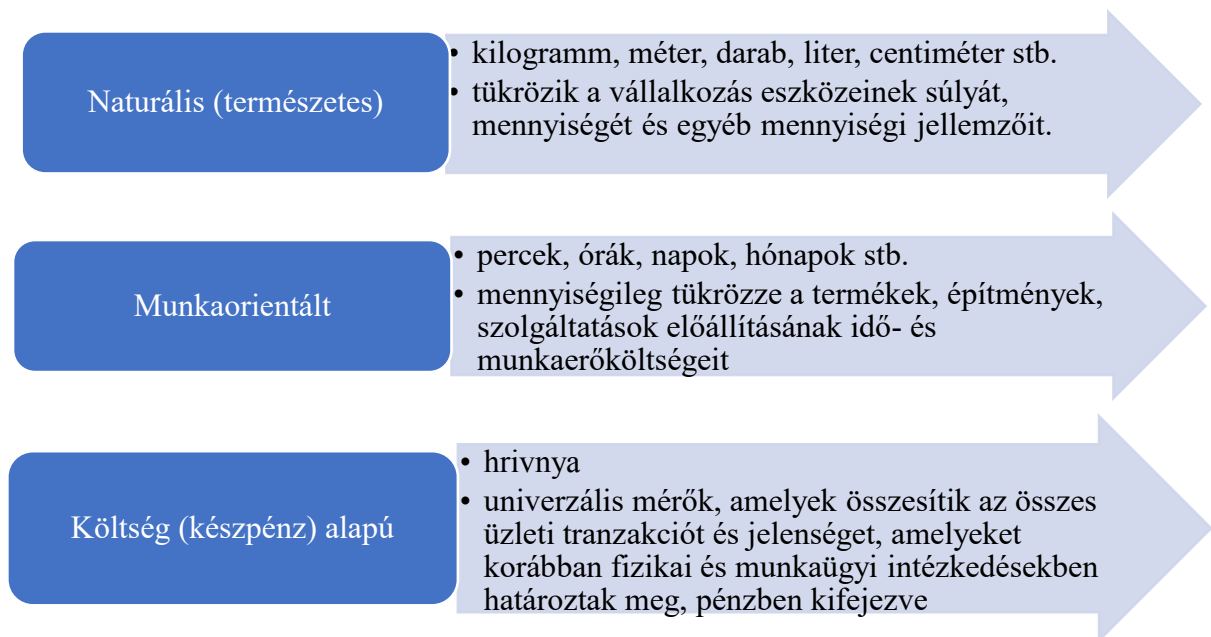 Naturális (természetes)
• kilogramm, méter, darab, liter, centiméter stb.
• tükrözik a vállalkozás eszközeinek súlyát,
mennyiségét és egyéb mennyiségi jellemzőit.
Munkaorientált
• percek, órák, napok, hónapok stb.
• mennyiségileg tükrözze a termékek, építmények,
szolgáltatások előállításának idő- és
munkaerőköltségeit
Költség (készpénz) alapú
• hrivnya
• univerzális mérők, amelyek összesítik az összes
üzleti tranzakciót és jelenséget, amelyeket
korábban fizikai és munkaügyi intézkedésekben
határoztak meg, pénzben kifejezve